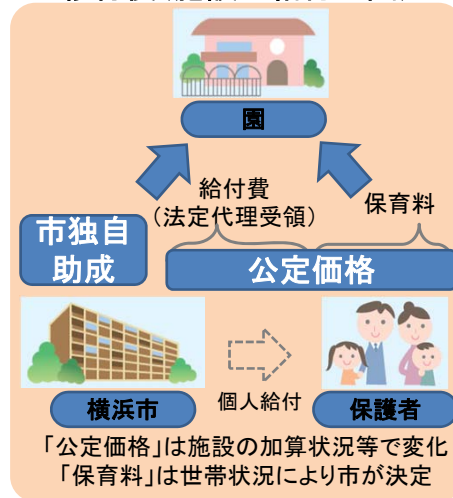 園
給付費
(法定代理受領)
保育料
市独自
助成
公定価格
横浜市
個人給付
保護者
「公定価格」は施設の加算状況等で変化
「保育料」は世帯状況により市が決定